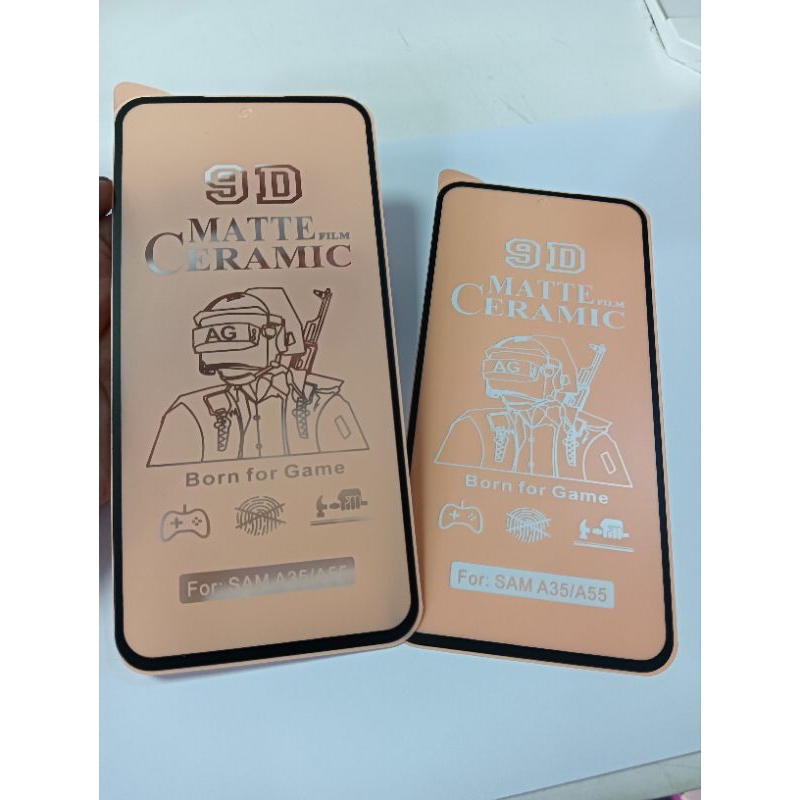 9D
MATTE FILM
CERAMIC
AG
Born for Game
For: SAM A35/A55
9D
MATTE FILM
CERAMIC
AG
Born for Game
For: SAM A35/A55